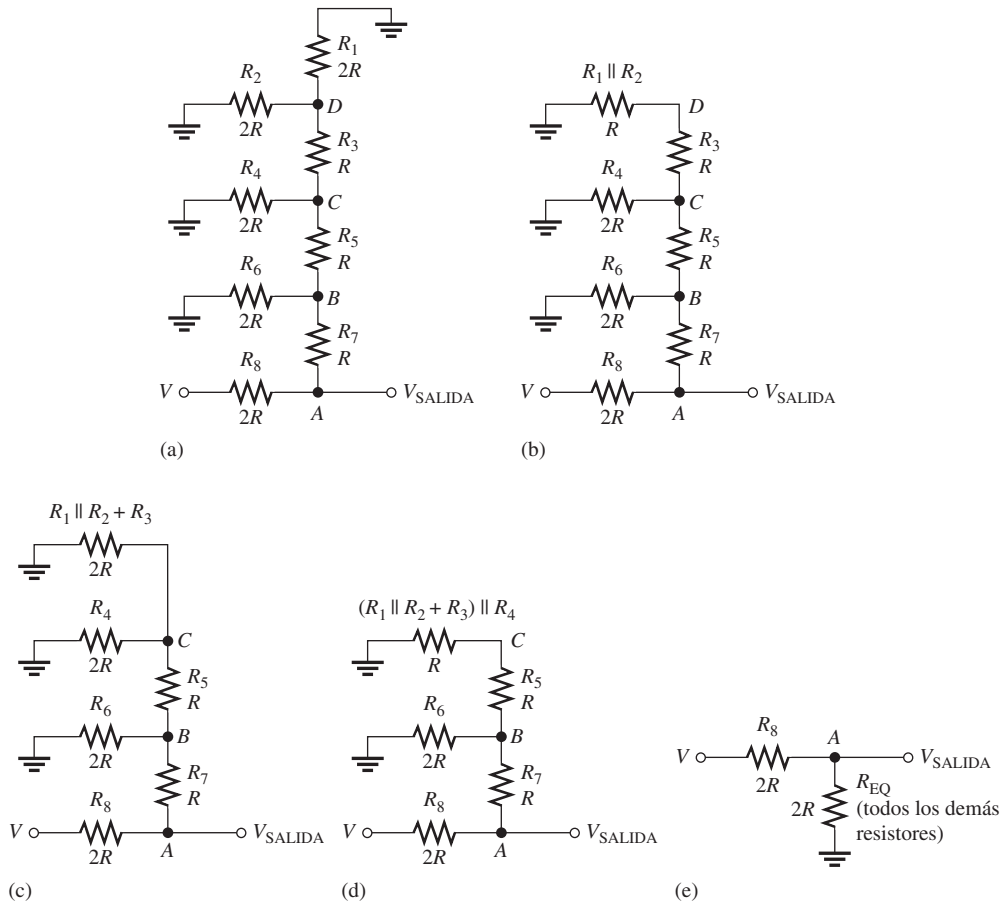 R1
2R
R2
2R
D
R3
R
R4
2R
C
R5
R
R6
2R
B
R7
R
R8
V
2R
A
VSALIDA
(a)
R1 || R2
R
D
R3
R
R4
2R
C
R5
R
R6
2R
B
R7
R
R8
V
2R
A
VSALIDA
(b)
R1 || R2 + R3
2R
R4
2R
C
R5
R
R6
2R
B
R7
R
R8
V
2R
A
VSALIDA
(c)
(R1 || R2 + R3) || R4
R
C
R5
R
R6
2R
B
R7
R
R8
V
2R
A
VSALIDA
(d)
R8
V
2R
A
VSALIDA
REQ
2R
(todos los demás
resistores)
(e)